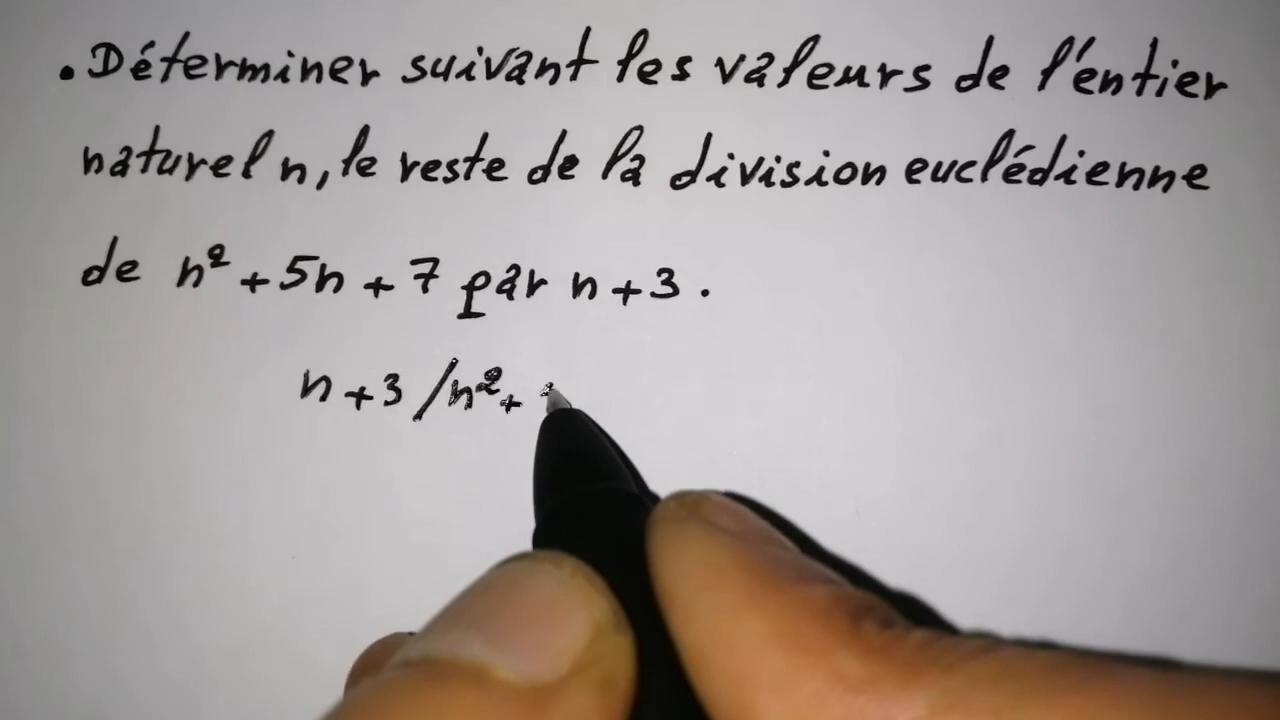 . Déterminer suivant les valeurs de l'entier
naturel n, le reste de la division euclédienne
de n² + 5n + 7 par n + 3 .
n + 3 / n² +